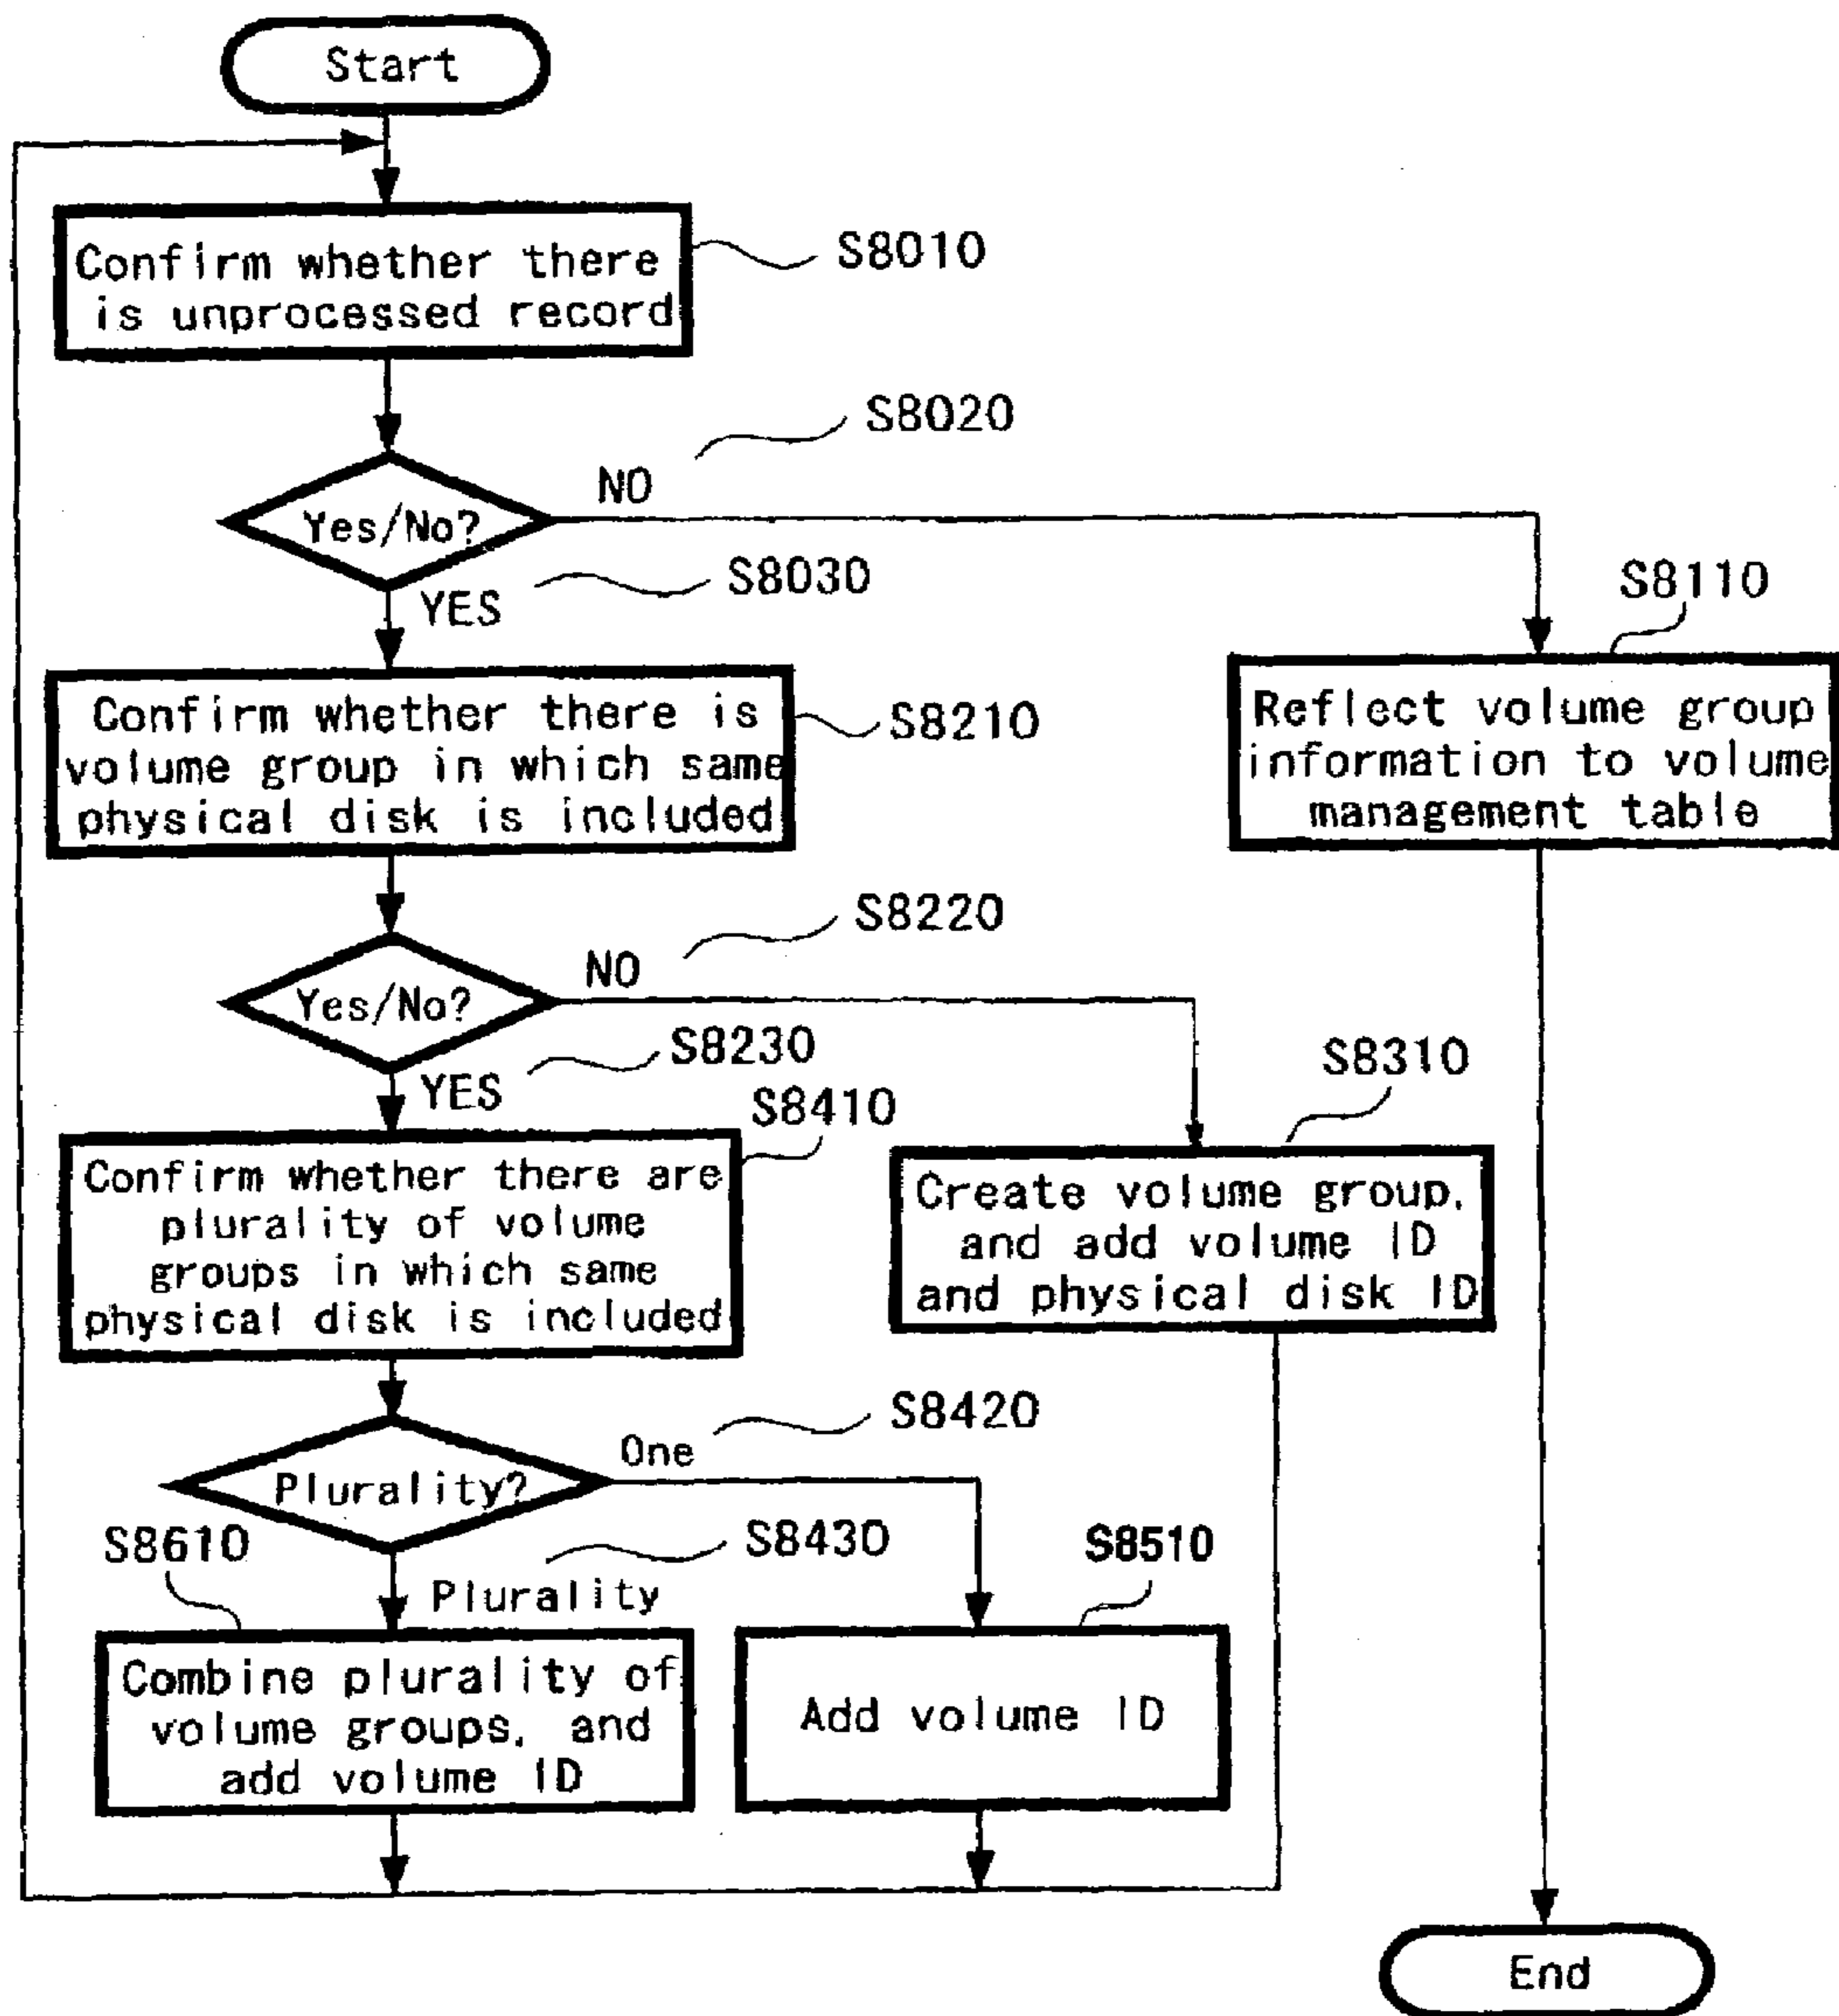 Start
Confirm whether there
is unprocessed record
S8010
S8020
NO
Yes/No?
S8030
YES
S8110
Reflect volume group
information to volume
management table
Confirm whether there is
volume group in which same
physical disk is included
S8210
S8220
NO
Yes/No?
S8230
YES
S8310
Create volume group,
and add volume ID
and physical disk ID
S8410
Confirm whether there are
plurality of volume
groups in which same
physical disk is included
S8420
One
Plurality?
S8430
Plurality
S8510
Add volume ID
S8610
Combine plurality of
volume groups, and
add volume ID
End